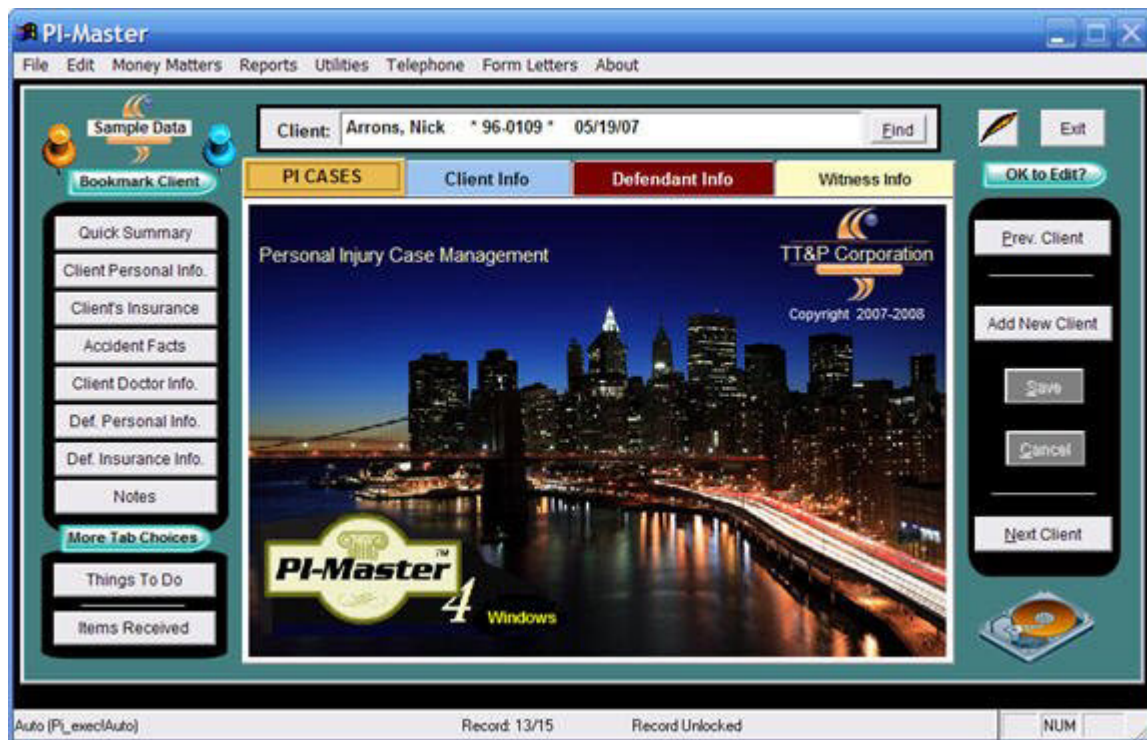 PI-Master
File Edit Money Matters Reports Utilities Telephone Form Letters About
Sample Data
Client: Arrons, Nick * 96-0109 * 05/19/07 Find
Exit
Bookmark Client
PI CASES Client Info Defendant Info Witness Info
OK to Edit?
Quick Summary
Client Personal Info.
Client's Insurance
Accident Facts
Client Doctor Info.
Def. Personal Info.
Def. Insurance Info.
Notes
More Tab Choices
Things To Do
Items Received
Personal Injury Case Management
TT&P Corporation
Copyright 2007-2008
PI-Master ™
4 Windows
Prev. Client
Add New Client
Save
Cancel
Next Client
Auto (Pi_exec!Auto) Record: 13/15 Record Unlocked NUM